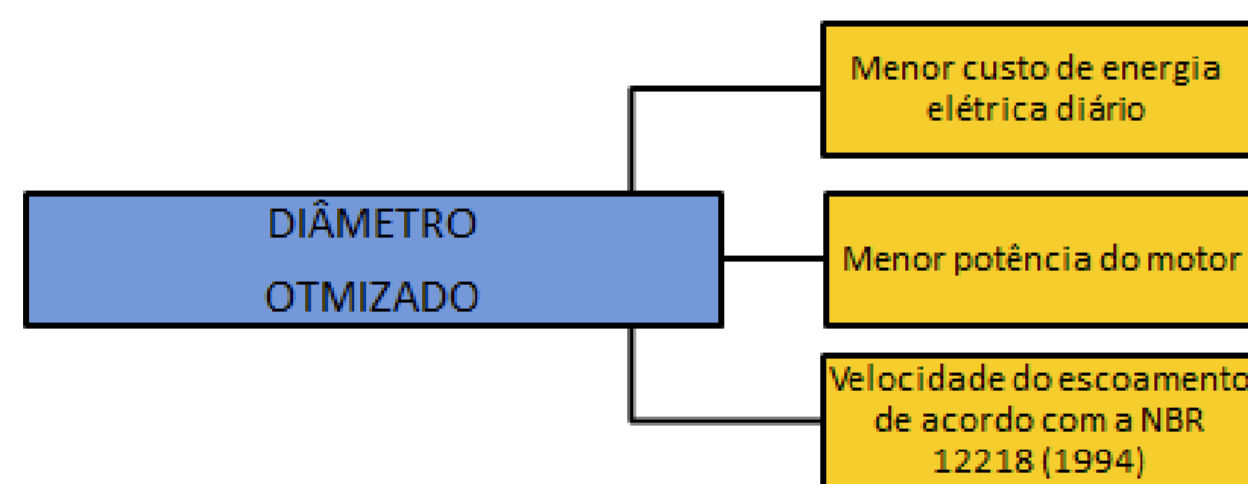 DIÂMETRO
OTMIZADO
Menor custo de energia
elétrica diário
Menor potência do motor
Velocidade do escoamento
de acordo com a NBR
12218 (1994)